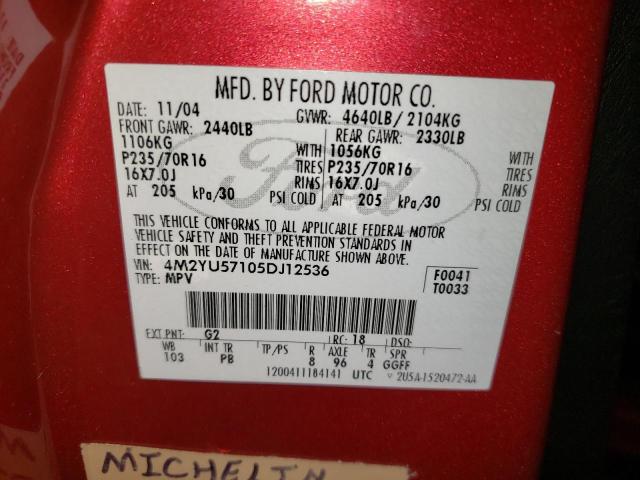 MFD. BY FORD MOTOR CO.
DATE: 11/04 GVWR: 4640LB/ 2104KG
FRONT GAWR: 2440LB REAR GAWR: 2330LB
1106KG WITH 1056KG WITH
P235/70R16 TIRES P235/70R16 TIRES
16X7.0J RIMS 16X7.0J RIMS
AT 205 kPa/30 PSI COLD AT 205 kPa/30 PSI COLD
Ford
THIS VEHICLE CONFORMS TO ALL APPLICABLE FEDERAL MOTOR
VEHICLE SAFETY AND THEFT PREVENTION STANDARDS IN
EFFECT ON THE DATE OF MANUFACTURE SHOWN ABOVE.
VIN: 4M2YU57105DJ12536 F0041
TYPE: MPV T0033
EXT PNT: G2 RC: 18 DSO:
WB INT TR TP/PS R AXLE TR SPR
103 PB 8 96 4 GGFF
1200411184141 UTC
V 2U5A-1520472-AA
MICHELIN